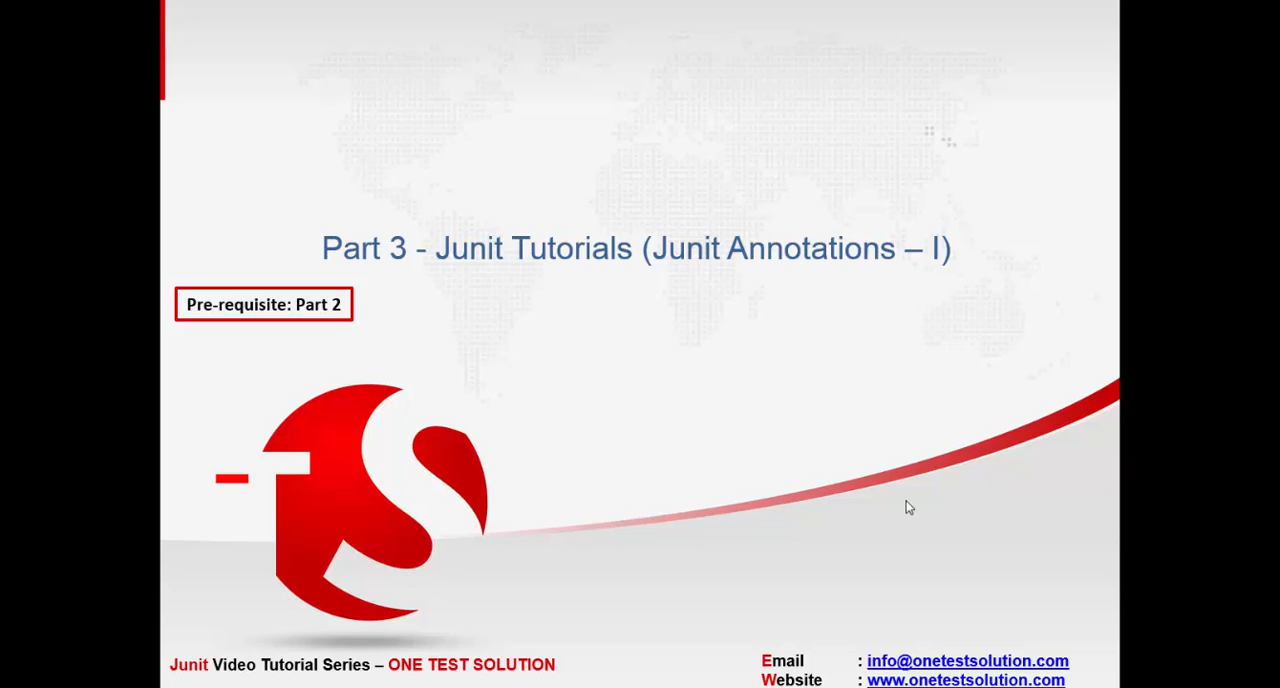 Part 3 - Junit Tutorials (Junit Annotations – I)
Pre-requisite: Part 2
TS
Junit Video Tutorial Series – ONE TEST SOLUTION
Email : info@onetestsolution.com
Website : www.onetestsolution.com